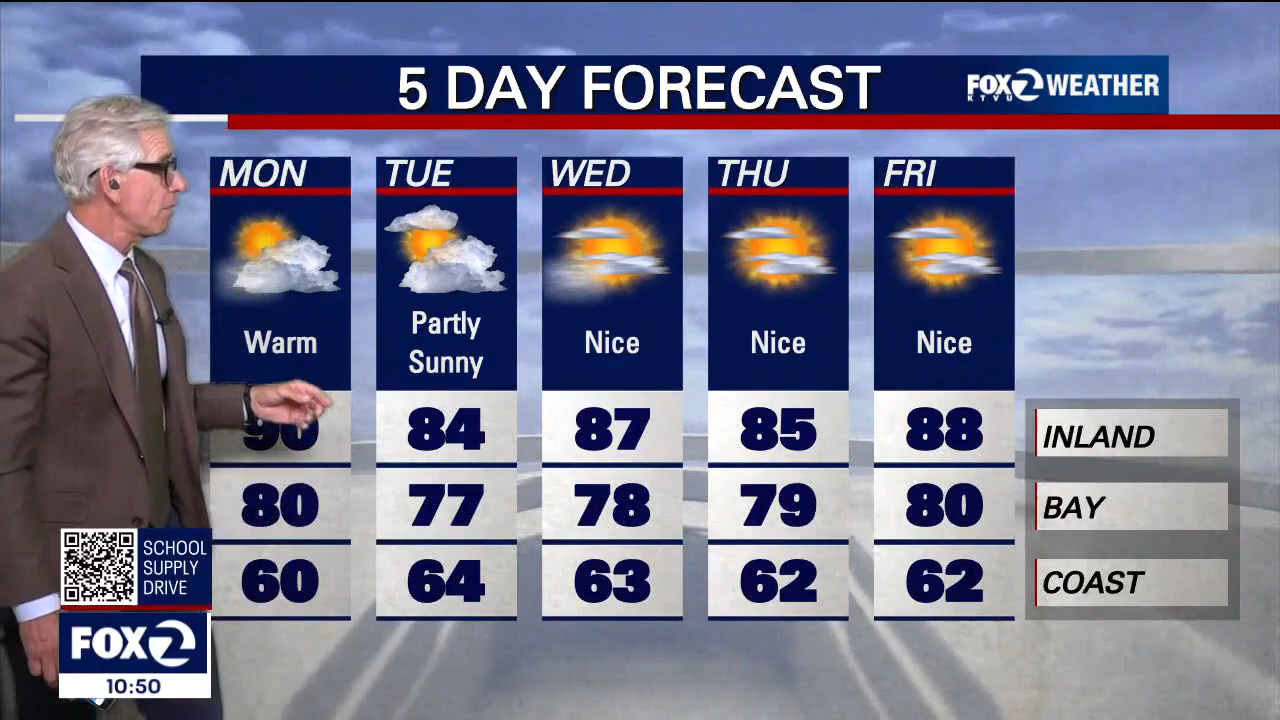 5 DAY FORECAST
FOX 2 WEATHER
KTVU
MON
TUE
WED
THU
FRI
Warm
Partly
Sunny
Nice
Nice
Nice
90
84
87
85
88
INLAND
80
77
78
79
80
BAY
60
64
63
62
62
COAST
SCHOOL
SUPPLY
DRIVE
FOX 2
10:50